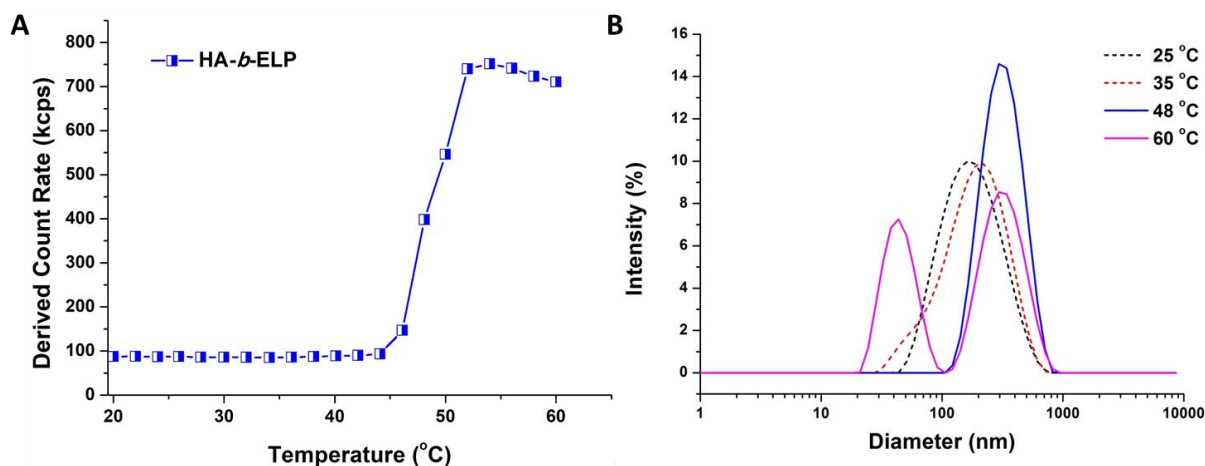 A
HA-b-ELP
Derived Count Rate (kcps)
800
700
600
500
400
300
200
100
0
20
30
40
50
60
Temperature (°C)
B
25 °C
35 °C
48 °C
60 °C
Intensity (%)
16
14
12
10
8
6
4
2
0
1
10
100
1000
10000
Diameter (nm)